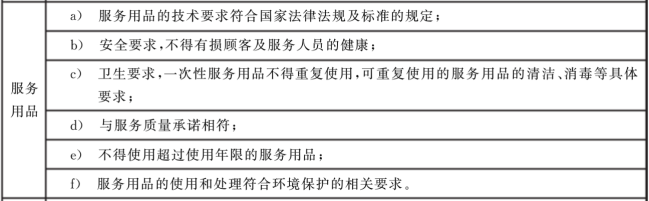 a） 服务用品的技术要求符合国家法律法规及标准的规定；
b） 安全要求，不得有损顾客及服务人员的健康；
c） 卫生要求，一次性服务用品不得重复使用，可重复使用的服务用品的清洁、消毒等具体
要求；
服务
用品
d） 与服务质量承诺相符；
e） 不得使用超过使用年限的服务用品；
f） 服务用品的使用和处理符合环境保护的相关要求。